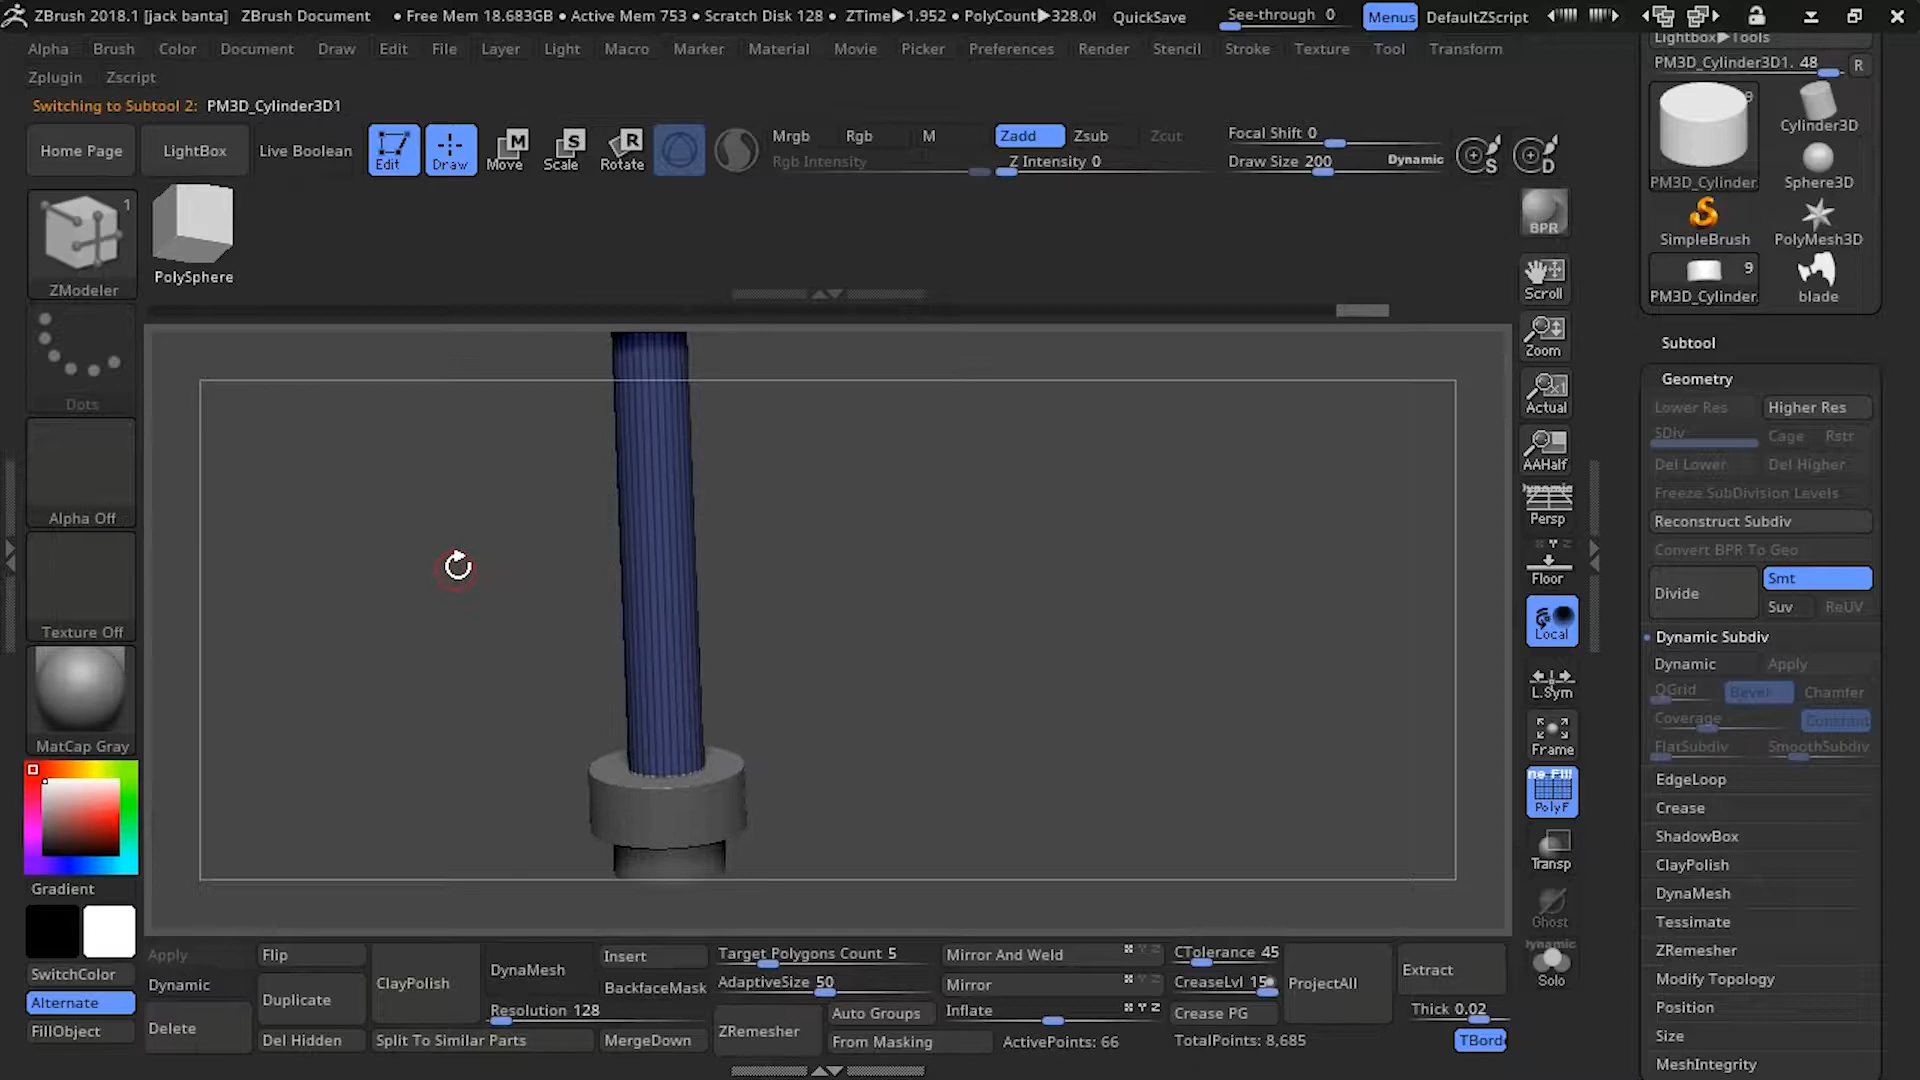 ZBrush 2018.1 [jack banta] ZBrush Document • Free Mem 18.683GB • Active Mem 753 • Scratch Disk 128 • ZTime▶1.952 • PolyCount▶328.0 QuickSave See-through 0 Menus DefaultZScript
Alpha Brush Color Document Draw Edit File Layer Light Macro Marker Material Movie Picker Preferences Render Stencil Stroke Texture Tool Transform
Zplugin Zscript
Switching to Subtool 2: PM3D_Cylinder3D1
Home Page LightBox Live Boolean Edit Draw Move Scale Rotate
Mrgb Rgb M Zadd Zsub Zcut Focal Shift 0
Rgb Intensity Z Intensity 0 Draw Size 200 Dynamic
S D
ZModeler 1
PolySphere
Dots
Alpha Off
Texture Off
MatCap Gray
Gradient
SwitchColor
Alternate
FillObject
BPR
Scroll
Zoom
Actual
AAHalf
Dynamic
Persp
Floor
Local
L.Sym
Frame
PolyF
Transp
Ghost
Dynamic
Solo
Lightbox▶Tools
PM3D_Cylinder3D1. 48 R
9
PM3D_Cylinder Cylinder3D
Sphere3D
SimpleBrush PolyMesh3D
9
PM3D_Cylinder blade
Subtool
Geometry
Lower Res Higher Res
SDiv Cage Rstr
Del Lower Del Higher
Freeze SubDivision Levels
Reconstruct Subdiv
Convert BPR To Geo
Divide Smt
Suv ReUV
Dynamic Subdiv
Dynamic Apply
QGrid Bevel Chamfer
Coverage Constant
FlatSubdiv SmoothSubdiv
EdgeLoop
Crease
ShadowBox
ClayPolish
DynaMesh
Tessimate
ZRemesher
Modify Topology
Position
Size
MeshIntegrity
Apply Flip ClayPolish DynaMesh Insert Target Polygons Count 5 Mirror And Weld CTolerance 45 ProjectAll Extract
Dynamic Duplicate BackfaceMask AdaptiveSize 50 Mirror CreaseLvl 15
Resolution 128 Auto Groups Inflate Crease PG Thick 0.02
Delete Del Hidden Split To Similar Parts MergeDown ZRemesher From Masking ActivePoints: 66 TotalPoints: 8,685 TBord